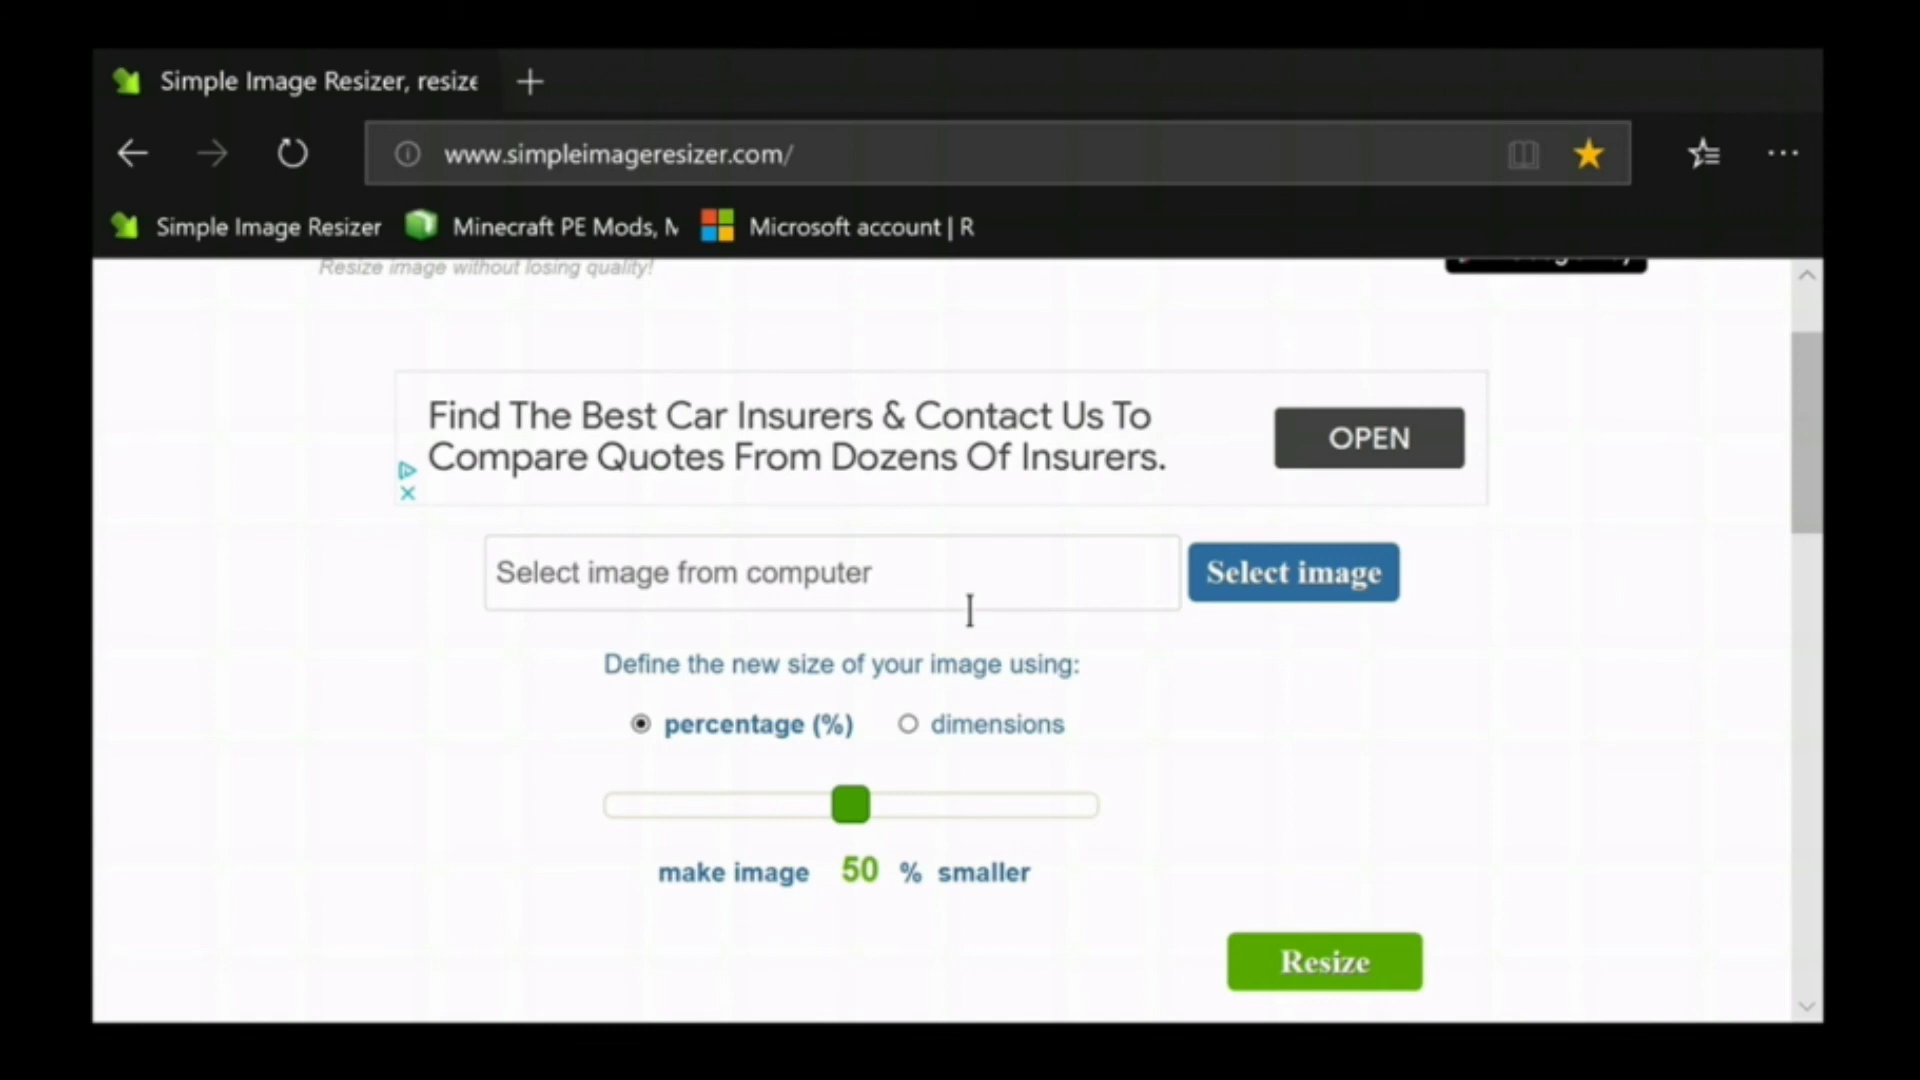 Simple Image Resizer, resize
www.simpleimageresizer.com/
Simple Image Resizer
Minecraft PE Mods, M
Microsoft account | R
Resize image without losing quality!
Find The Best Car Insurers & Contact Us To
Compare Quotes From Dozens Of Insurers.
OPEN
Select image from computer
Select image
Define the new size of your image using:
percentage (%)
dimensions
make image 50 % smaller
Resize